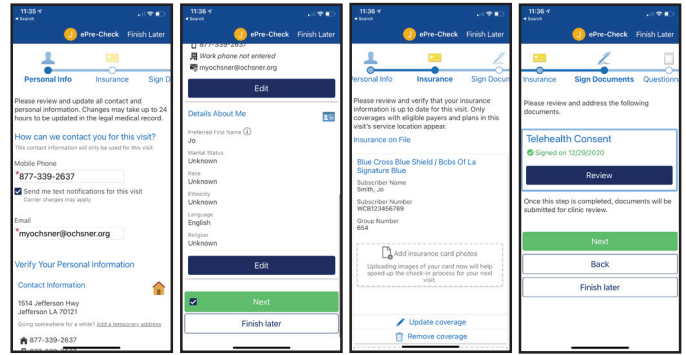 11:35
Search
J ePre-Check Finish Later
Personal Info Insurance Sign D
Please review and update all contact and
personal information. Changes may take up to 24
hours to be updated in the legal medical record.
How can we contact you for this visit?
This contact information will only be used for this visit
Mobile Phone
*877-339-2637
Send me text notifications for this visit
Carrier charges may apply
Email
*myochsner@ochsner.org
Verify Your Personal Information
Contact Information
1514 Jefferson Hwy
Jefferson LA 70121
Going somewhere for a while? Add a temporary address
877-339-2637
877-339-2637
11:36
Search
J ePre-Check Finish Later
877-339-2637
Work phone not entered
myochsner@ochsner.org
Edit
Details About Me
Preferred First Name
Jo
Marital Status
Unknown
Race
Unknown
Ethnicity
Unknown
Language
English
Religion
Unknown
Edit
Next
Finish later
11:36
Search
J ePre-Check Finish Later
ersonal Info Insurance Sign Docum
Please review and verify that your insurance
information is up to date for this visit. Only
coverages with eligible payers and plans in this
visit's service location appear.
Insurance on File
Blue Cross Blue Shield / Bcbs Of La
Signature Blue
Subscriber Name
Smith, Jo
Subscriber Number
WCB123456789
Group Number
654
Add insurance card photos
Uploading images of your card now will help
speed up the check-in process for your next
visit.
Update coverage
Remove coverage
11:36
Search
J ePre-Check Finish Later
Insurance Sign Documents Questionn
Please review and address the following
documents.
Telehealth Consent
Signed on 12/29/2020
Review
Once this step is completed, documents will be
submitted for clinic review.
Next
Back
Finish later